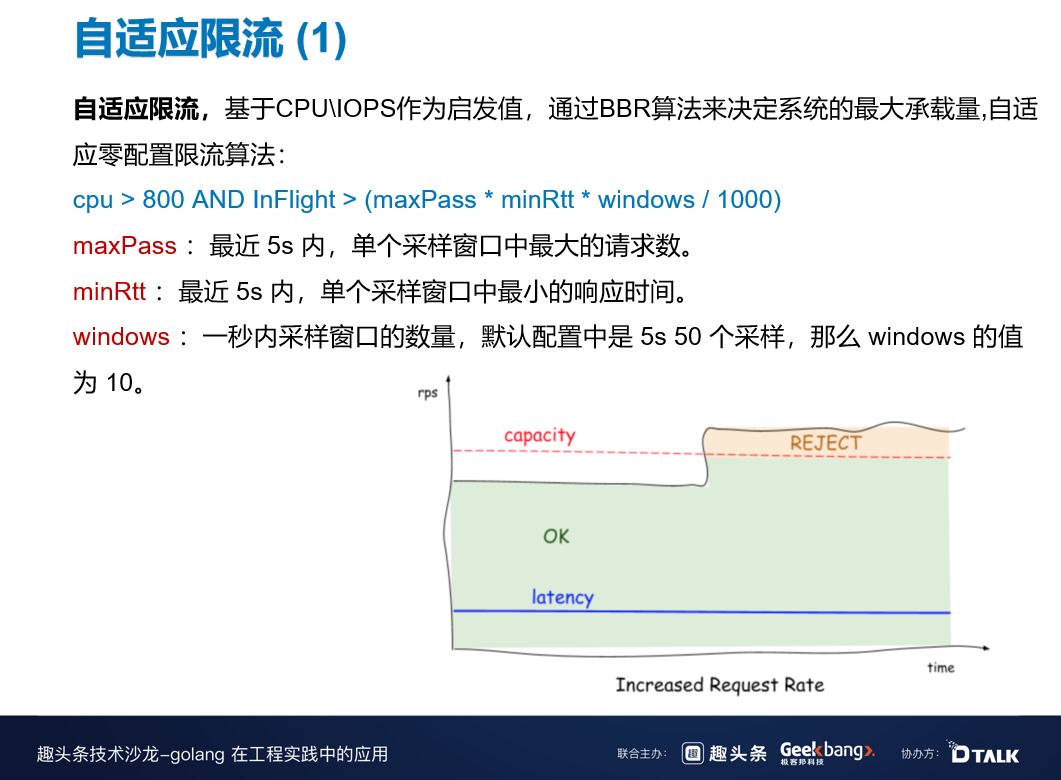 自适应限流 (1)
自适应限流，基于CPU\IOPS作为启发值，通过BBR算法来决定系统的最大承载量,自适
应零配置限流算法：
cpu > 800 AND InFlight > (maxPass * minRtt * windows / 1000)
maxPass ：最近 5s 内，单个采样窗口中最大的请求数。
minRtt ：最近 5s 内，单个采样窗口中最小的响应时间。
windows ：一秒内采样窗口的数量，默认配置中是 5s 50 个采样，那么 windows 的值
为 10。
rps
capacity
REJECT
OK
latency
time
Increased Request Rate
趣头条技术沙龙-golang 在工程实践中的应用
联合主办：
趣 趣头条
Geekbang>.
极客邦科技
协办方：
DTALK